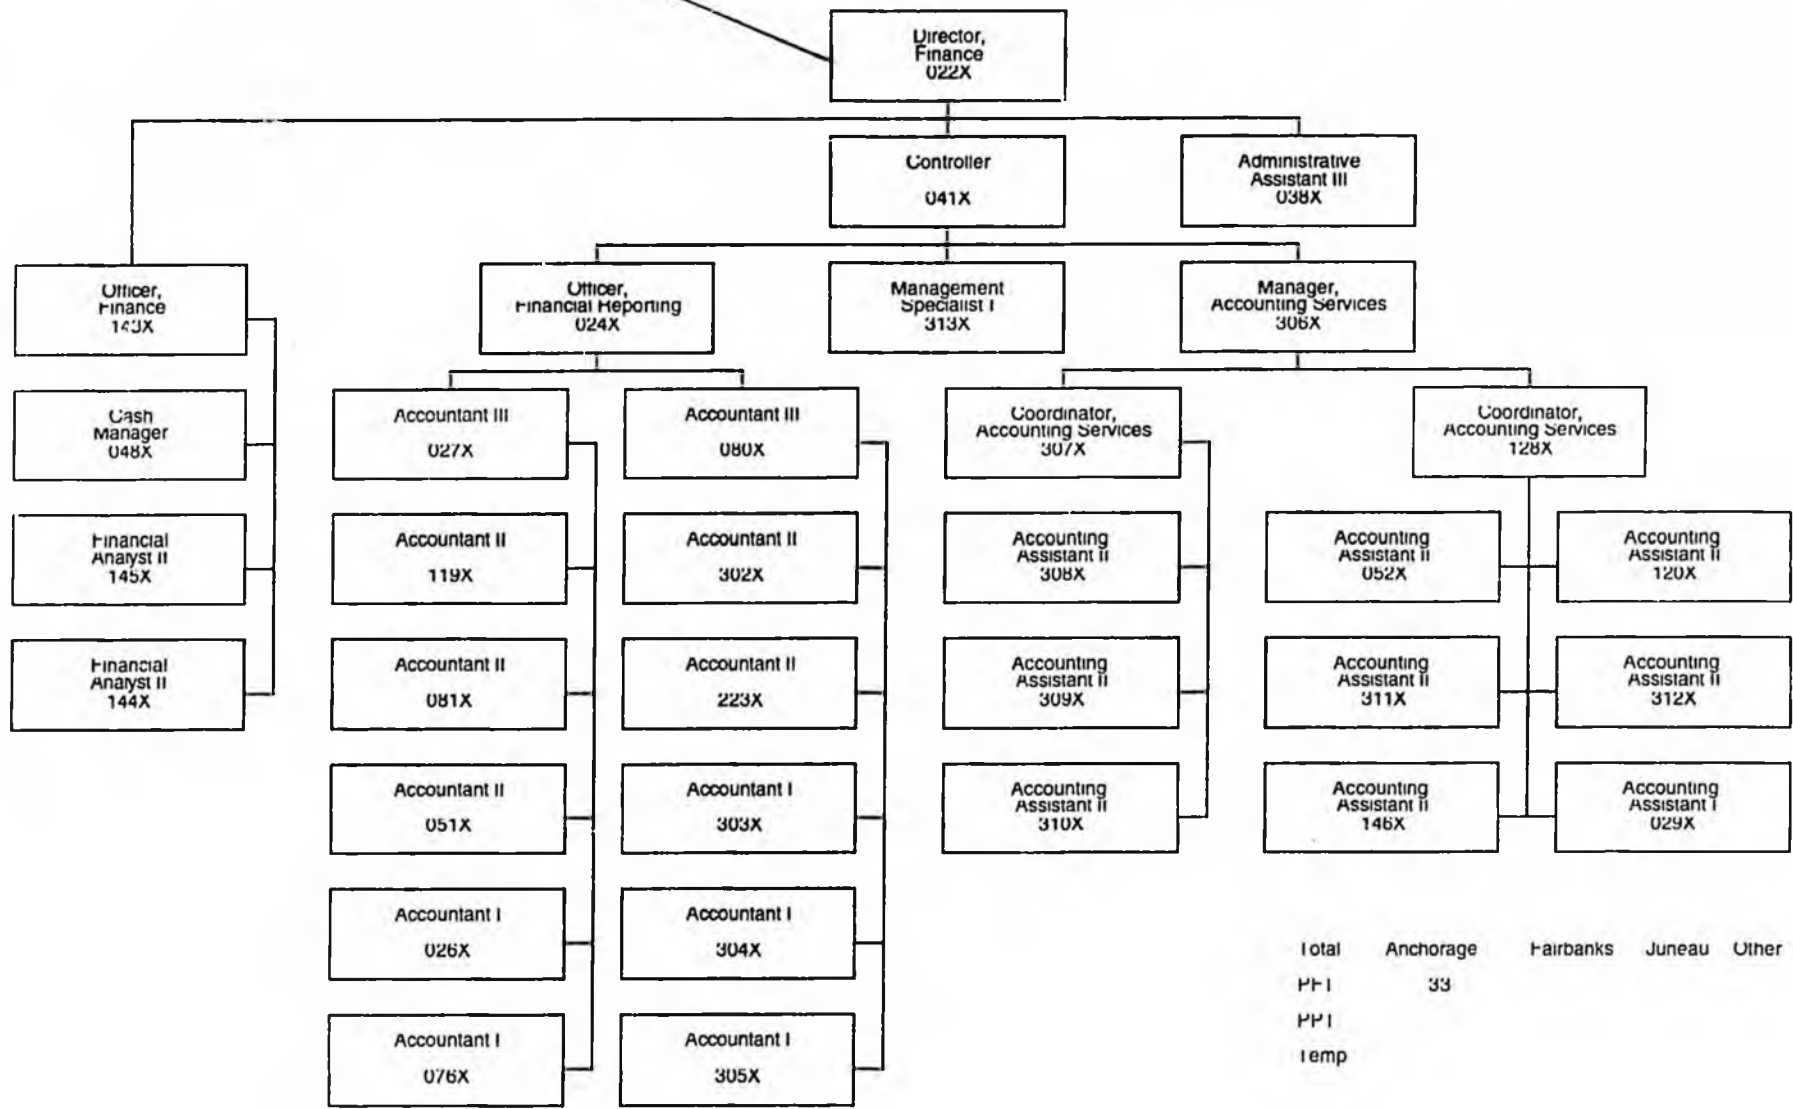 Director,
Finance
022X
Controller
041X
Administrative
Assistant III
038X
Officer,
Finance
143X
Officer,
Financial Reporting
024X
Management
Specialist I
313X
Manager,
Accounting Services
306X
Cash
Manager
048X
Accountant III
027X
Accountant III
080X
Coordinator,
Accounting Services
307X
Coordinator,
Accounting Services
128X
Financial
Analyst II
145X
Accountant II
119X
Accountant II
302X
Accounting
Assistant II
308X
Accounting
Assistant II
052X
Accounting
Assistant II
120X
Financial
Analyst II
144X
Accountant II
081X
Accountant II
223X
Accounting
Assistant II
309X
Accounting
Assistant II
311X
Accounting
Assistant II
312X
Accountant II
051X
Accountant I
303X
Accounting
Assistant II
310X
Accounting
Assistant II
146X
Accounting
Assistant I
029X
Accountant I
026X
Accountant I
304X
Accountant I
076X
Accountant I
305X
Total Anchorage Fairbanks Juneau Other
PFT 33
PPT
Temp